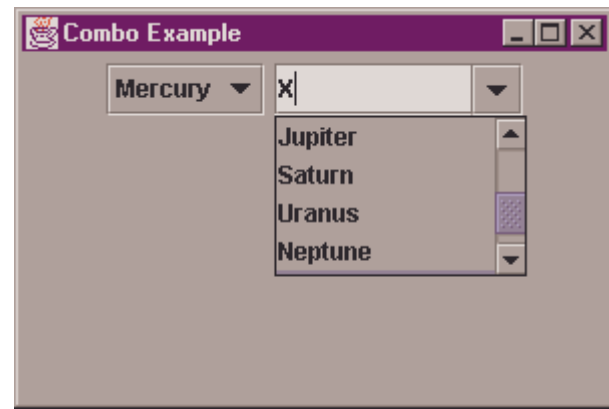 Combo Example
Mercury X
Jupiter
Saturn
Uranus
Neptune